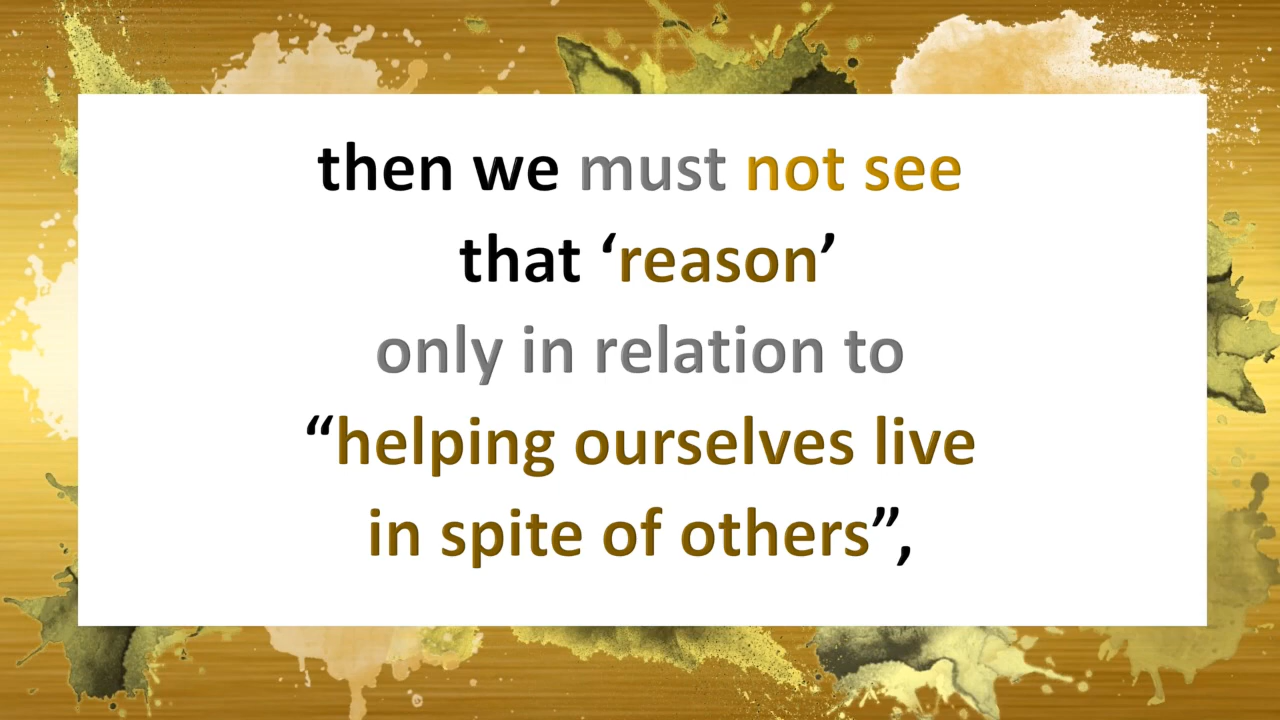 then we must not see
that ‘reason’
only in relation to
“helping ourselves live
in spite of others”,